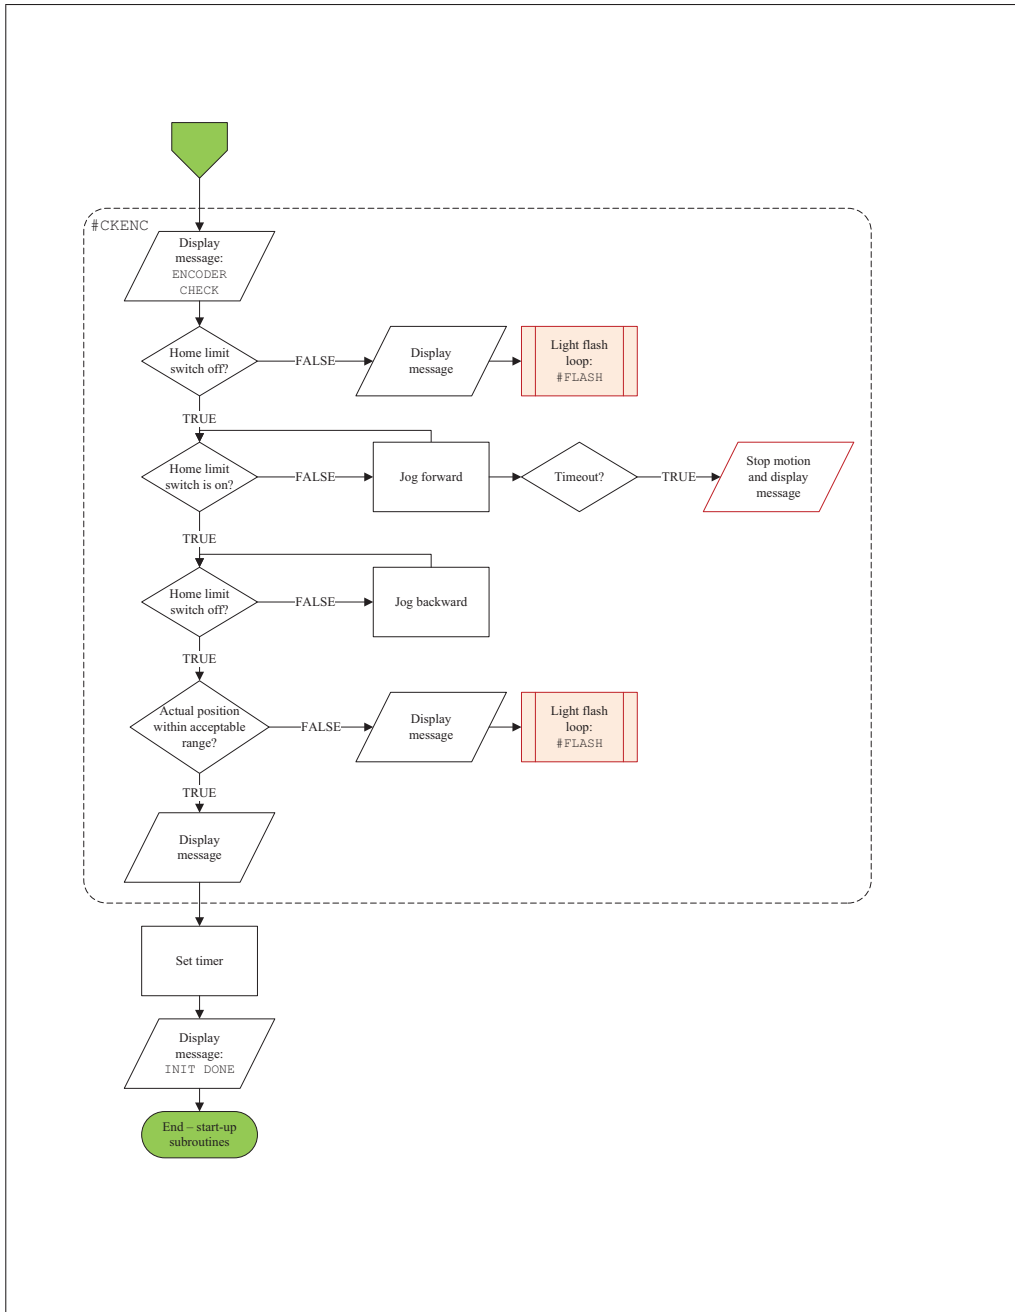 #CKENC
Display
message:
ENCODER
CHECK
Home limit
switch off?
FALSE
Display
message
Light flash
loop:
#FLASH
TRUE
Home limit
switch is on?
FALSE
Jog forward
Timeout?
TRUE
Stop motion
and display
message
TRUE
Home limit
switch off?
FALSE
Jog backward
TRUE
Actual position
within acceptable
range?
FALSE
Display
message
Light flash
loop:
#FLASH
TRUE
Display
message
Set timer
Display
message:
INIT DONE
End – start-up
subroutines